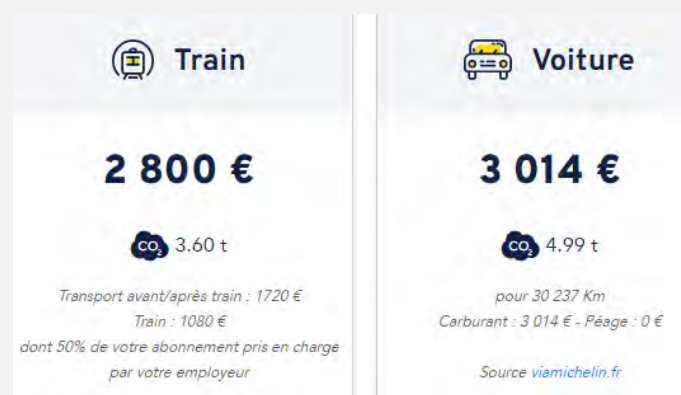 Train
2 800 €
CO₂ 3.60 t
Transport avant/après train : 1720 €
Train : 1080 €
dont 50% de votre abonnement pris en charge
par votre employeur
Voiture
3 014 €
CO₂ 4.99 t
pour 30 237 Km
Carburant : 3 014 € - Péage : 0 €
Source viamichelin.fr